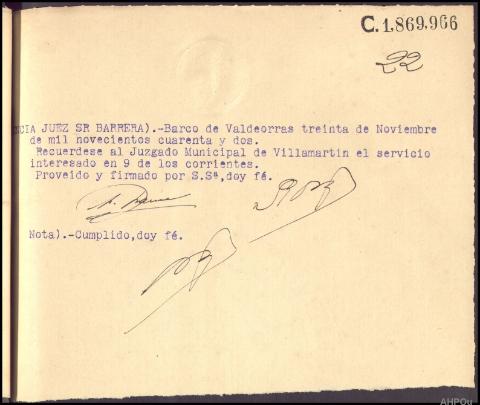 C.1,869,966
22
NCIA JUEZ SR BARRERA).-Barco de Valdeorras treinta de Noviembre
de mil novecientos cuarenta y dos.
Recuerdese al Juzgado Municipal de Villamartin el servicio
interesado en 9 de los corrientes.
Proveido y firmado por S.Sª,doy fé.
Nota).-Cumplido,doy fé.
AHPOu